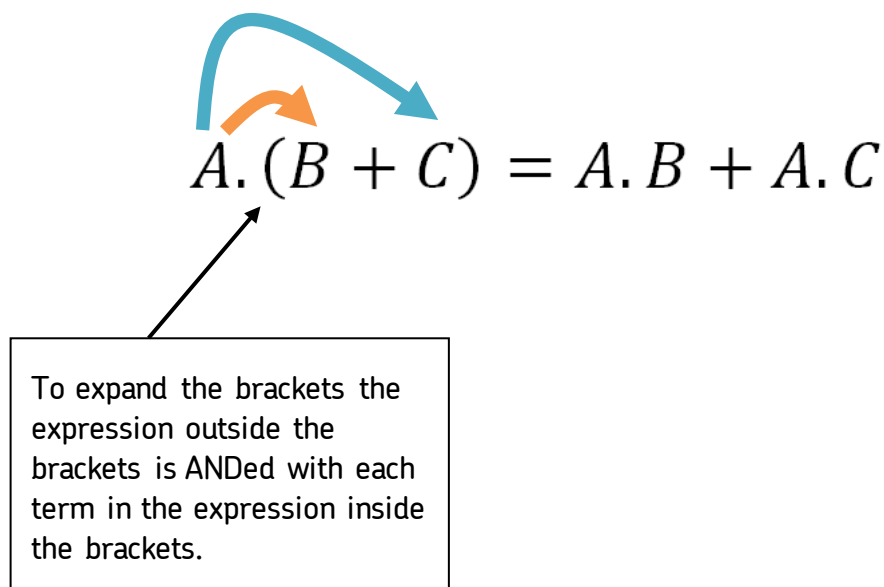 A.(B + C) = A.B + A.C
To expand the brackets the
expression outside the
brackets is ANDed with each
term in the expression inside
the brackets.